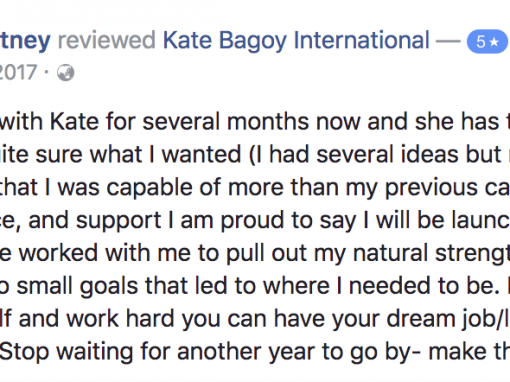 tney reviewed Kate Bagoy International — 5★
2017 ·
with Kate for several months now and she has t
ite sure what I wanted (I had several ideas but
that I was capable of more than my previous ca
ce, and support I am proud to say I will be launc
e worked with me to pull out my natural strengt
o small goals that led to where I needed to be.
lf and work hard you can have your dream job/l
Stop waiting for another year to go by- make th